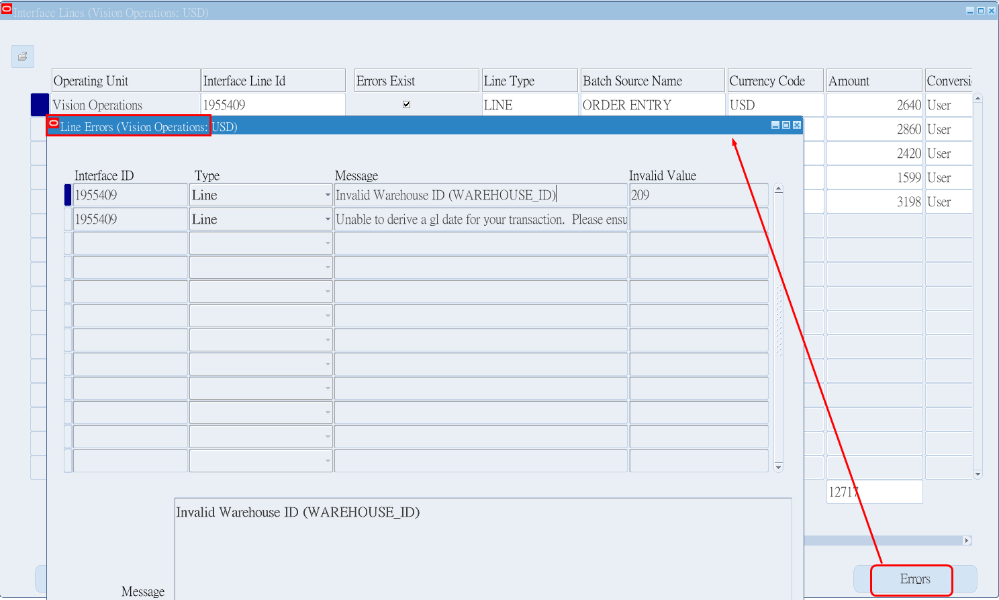 Interface Lines (Vision Operations: USD)
Operating Unit Interface Line Id Errors Exist Line Type Batch Source Name Currency Code Amount Conversi
Vision Operations 1955409 LINE ORDER ENTRY USD 2640 User
Line Errors (Vision Operations: USD)
2860 User
2420 User
1599 User
3198 User
12717
Interface ID Type Message Invalid Value
1955409 Line Invalid Warehouse ID (WAREHOUSE_ID) 209
1955409 Line Unable to derive a gl date for your transaction.  Please ensu
Invalid Warehouse ID (WAREHOUSE_ID)
Message
Errors